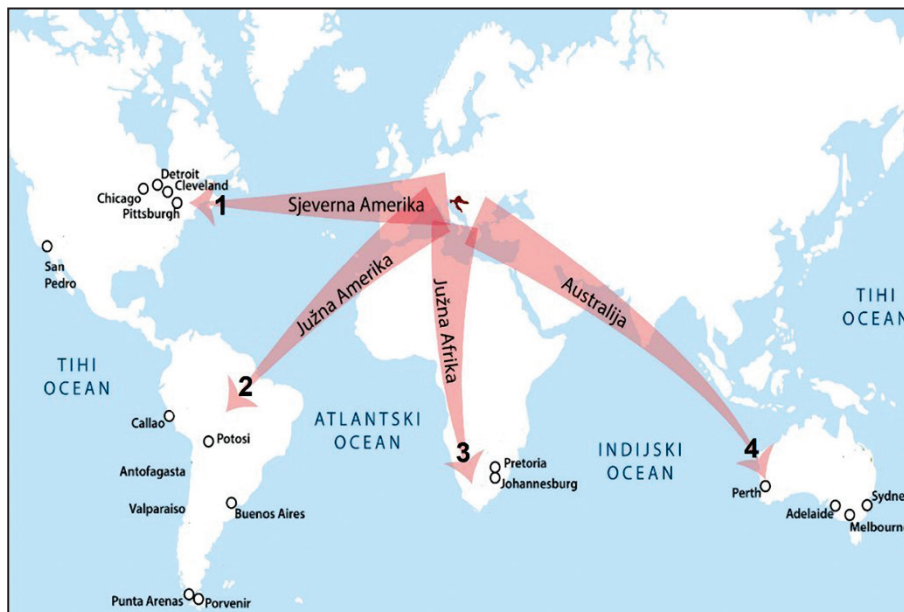 Detroit
Cleveland
Chicago
Pittsburgh
1
Sjeverna Amerika
San
Pedro
Južna Amerika
Južna Afrika
Australija
TIHI
OCEAN
TIHI
OCEAN
2
Callao
Potosi
ATLANTSKI
OCEAN
3
INDIJSKI
OCEAN
4
Antofagasta
Pretoria
Johannesburg
Perth
Valparaiso
Buenos Aires
Adelaide
Sydne
Melbourne
Punta Arenas
Porvenir